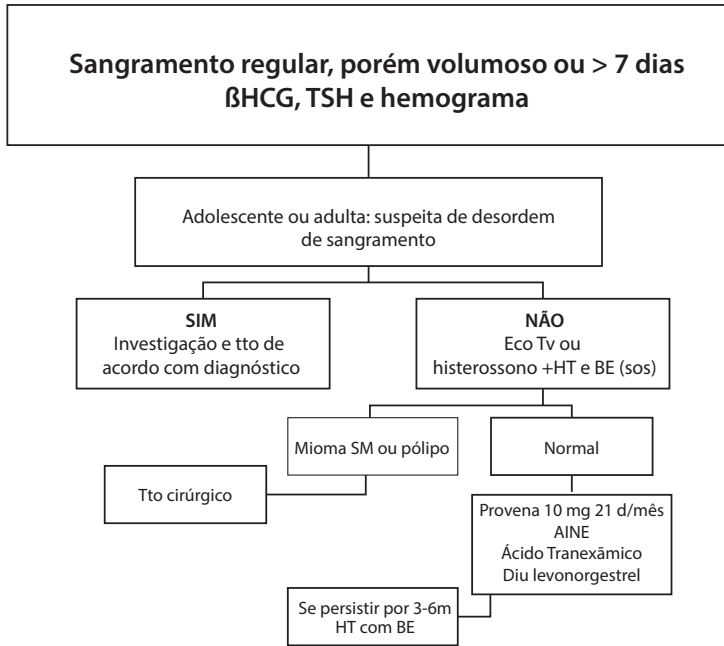 Sangramento regular, porém volumoso ou > 7 dias
ßHCG, TSH e hemograma
Adolescente ou adulta: suspeita de desordem
de sangramento
SIM
Investigação e tto de
acordo com diagnóstico
NÃO
Eco Tv ou
histerossono +HT e BE (sos)
Mioma SM ou pólipo
Normal
Tto cirúrgico
Provena 10 mg 21 d/mês
AINE
Ácido Tranexãmico
Diu levonorgestrel
Se persistir por 3-6m
HT com BE